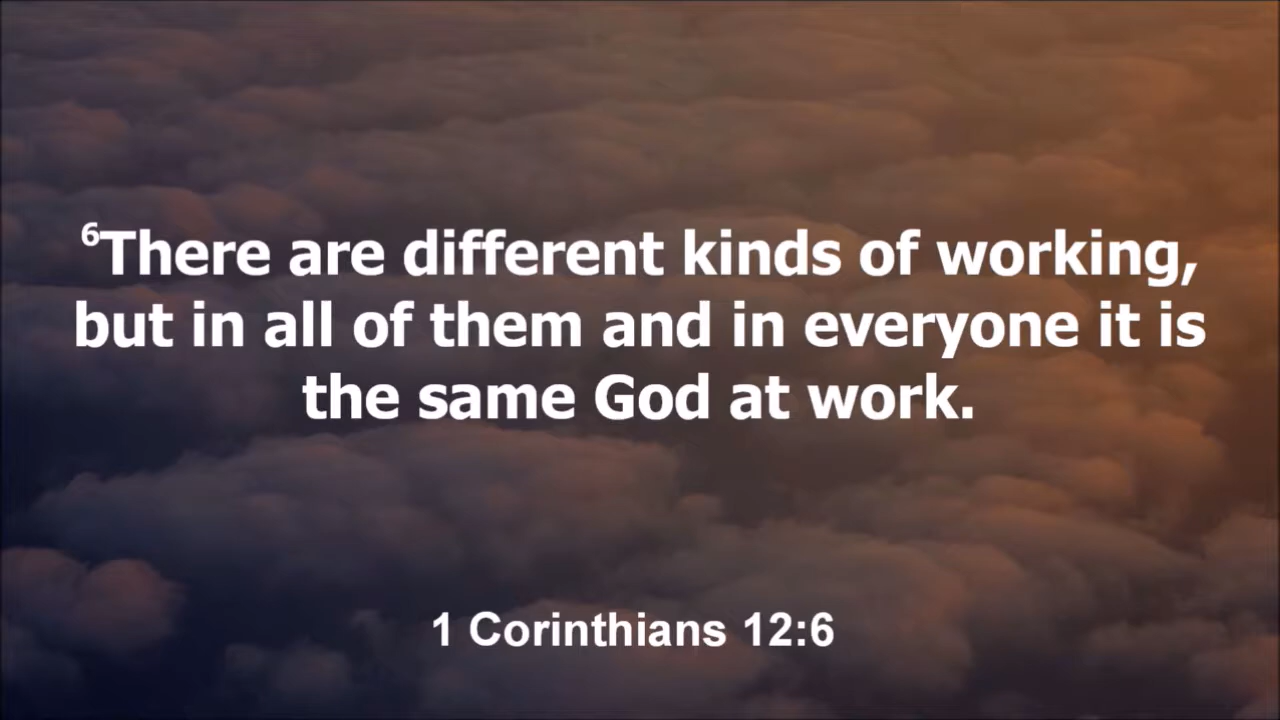 ⁶There are different kinds of working,
but in all of them and in everyone it is
the same God at work.
1 Corinthians 12:6